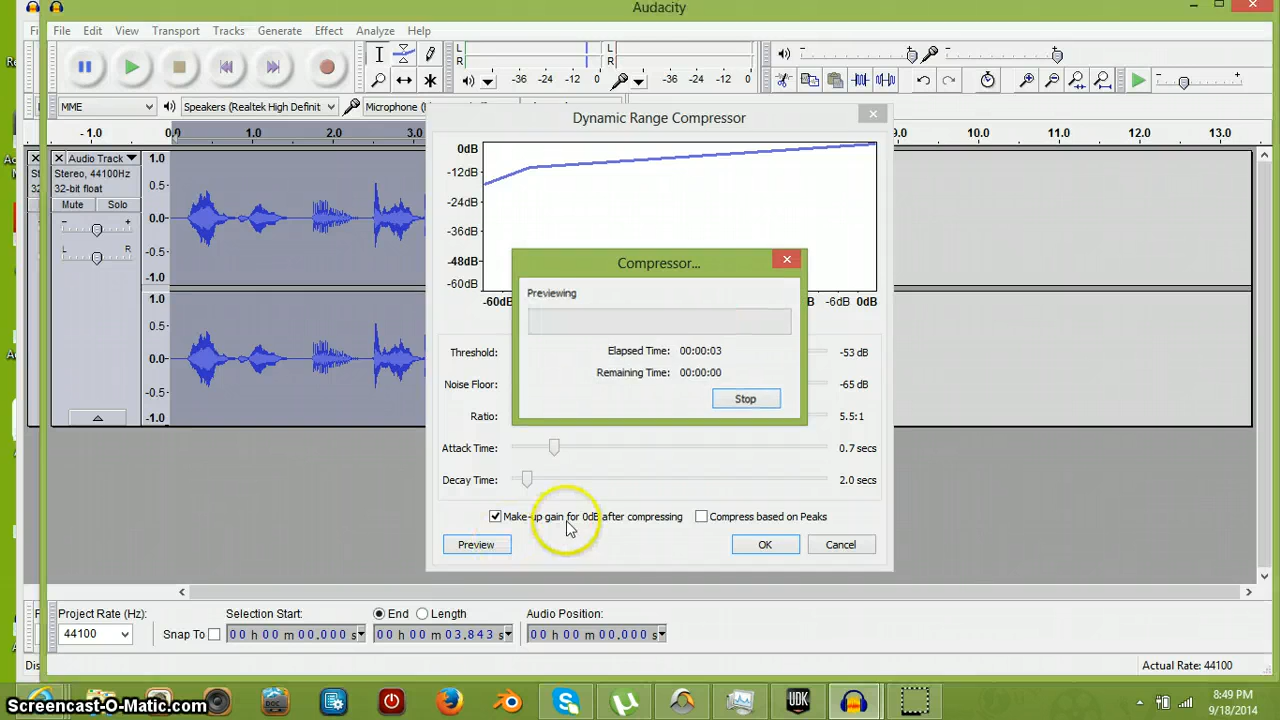 Audacity
File Edit View Transport Tracks Generate Effect Analyze Help
L
R
-36 -24 -12 0
L
R
-36 -24 -12 0
MME
Speakers (Realtek High Definit
Microphone (
-1.0 0.0 1.0 2.0 3.0 9.0 10.0 11.0 12.0 13.0
Audio Track
Stereo, 44100Hz
32-bit float
Mute Solo
- +
L R
1.0
0.5
0.0
-0.5
-1.0
1.0
0.5
0.0
-0.5
-1.0
Dynamic Range Compressor
0dB
-12dB
-24dB
-36dB
-48dB
-60dB
-60dB -6dB 0dB
Compressor...
Previewing
Elapsed Time: 00:00:03
Remaining Time: 00:00:00
Stop
Threshold: -53 dB
Noise Floor: -65 dB
Ratio: 5.5:1
Attack Time: 0.7 secs
Decay Time: 2.0 secs
Make-up gain for 0dB after compressing Compress based on Peaks
Preview OK Cancel
Project Rate (Hz): Selection Start: End Length Audio Position:
44100 Snap To 00 h 00 m 00.000 s 00 h 00 m 03.843 s 00 h 00 m 00.000 s
Actual Rate: 44100
DOC
UDK
Screencast-O-Matic.com
8:49 PM
9/18/2014